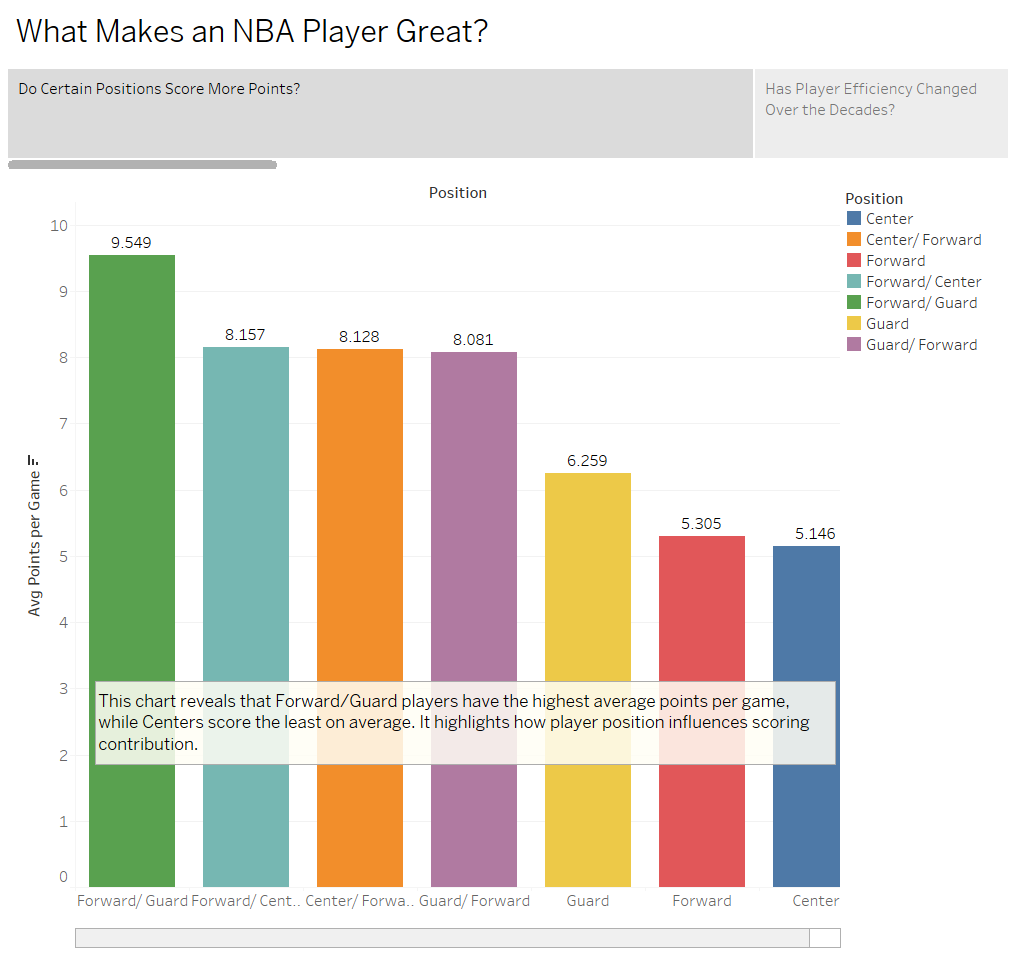 What Makes an NBA Player Great?
Do Certain Positions Score More Points?
Has Player Efficiency Changed
Over the Decades?
Position
Position
Center
Center/ Forward
Forward
Forward/ Center
Forward/ Guard
Guard
Guard/ Forward
Avg Points per Game
10
9
8
7
6
5
4
3
2
1
0
9.549
8.157
8.128
8.081
6.259
5.305
5.146
This chart reveals that Forward/Guard players have the highest average points per game,
while Centers score the least on average. It highlights how player position influences scoring
contribution.
Forward/ Guard
Forward/ Cent..
Center/ Forwa..
Guard/ Forward
Guard
Forward
Center